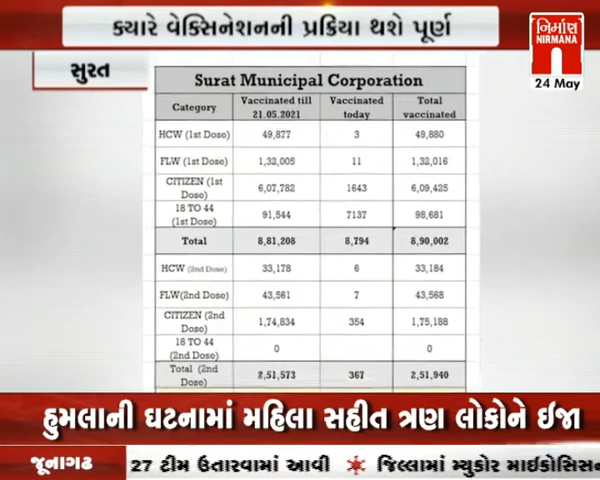 ક્યારે વેક્સિનેશનની પ્રક્રિયા થશે પૂર્ણ
નિર્માણ
NIRMANA
24 May
સુરત
Surat Municipal Corporation
Category Vaccinated till 21.05.2021 Vaccinated today Total vaccinated
HCW (1st Dose) 49,877 3 49,880
FLW (1st Dose) 1,32,005 11 1,32,016
CITIZEN (1st Dose) 6,07,782 1643 6,09,425
18 TO 44 (1st Dose) 91,544 7137 98,681
Total 8,81,208 8,794 8,90,002
HCW (2nd Dose) 33,178 6 33,184
FLW(2nd Dose) 43,561 7 43,568
CITIZEN (2nd Dose) 1,74,834 354 1,75,188
18 TO 44 (2nd Dose) 0 0
Total (2nd Dose) 2,51,573 367 2,51,940
હુમલાની ઘટનામાં મહિલા સહીત ત્રણ લોકોને ઇજા
જૂનાગઢ 27 ટીમ ઉતારવામાં આવી જિલ્લામાં મ્યુકોર માઈકોસિસન